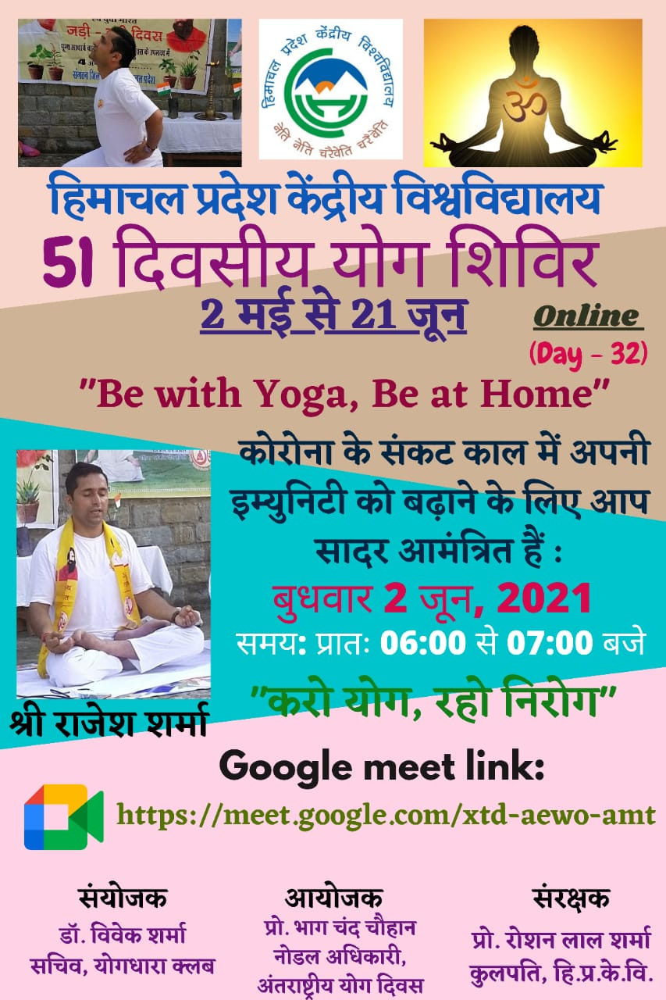 जड़ी - बूटी दिवस
हिमाचल प्रदेश केंद्रीय विश्वविद्यालय
नेति नेति चरैवेति चरैवेति
ॐ
हिमाचल प्रदेश केंद्रीय विश्वविद्यालय
51 दिवसीय योग शिविर
2 मई से 21 जून
Online
(Day - 32)
"Be with Yoga, Be at Home"
कोरोना के संकट काल में अपनी
इम्युनिटी को बढ़ाने के लिए आप
सादर आमंत्रित हैं :
बुधवार 2 जून, 2021
समय: प्रातः 06:00 से 07:00 बजे
"करो योग, रहो निरोग"
श्री राजेश शर्मा
Google meet link:
https://meet.google.com/xtd-aewo-amt
संयोजक
डॉ. विवेक शर्मा
सचिव, योगधारा क्लब
आयोजक
प्रो. भाग चंद चौहान
नोडल अधिकारी,
अंतराष्ट्रीय योग दिवस
संरक्षक
प्रो. रोशन लाल शर्मा
कुलपति, हि.प्र.के.वि.